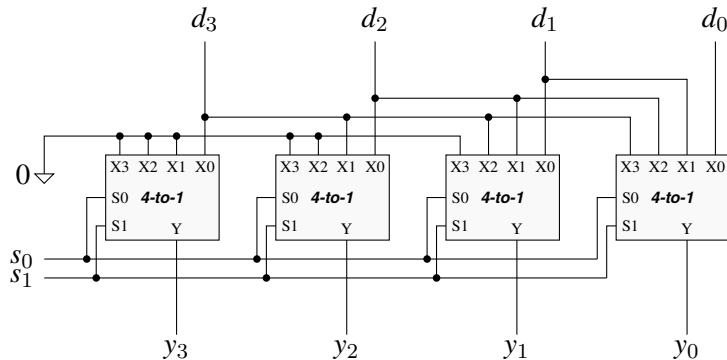 d3 d2 d1 d0
0
X3 X2 X1 X0 X3 X2 X1 X0 X3 X2 X1 X0 X3 X2 X1 X0
S0 4-to-1 S0 4-to-1 S0 4-to-1 S0 4-to-1
S1 Y S1 Y S1 Y S1 Y
s0
s1
y3 y2 y1 y0